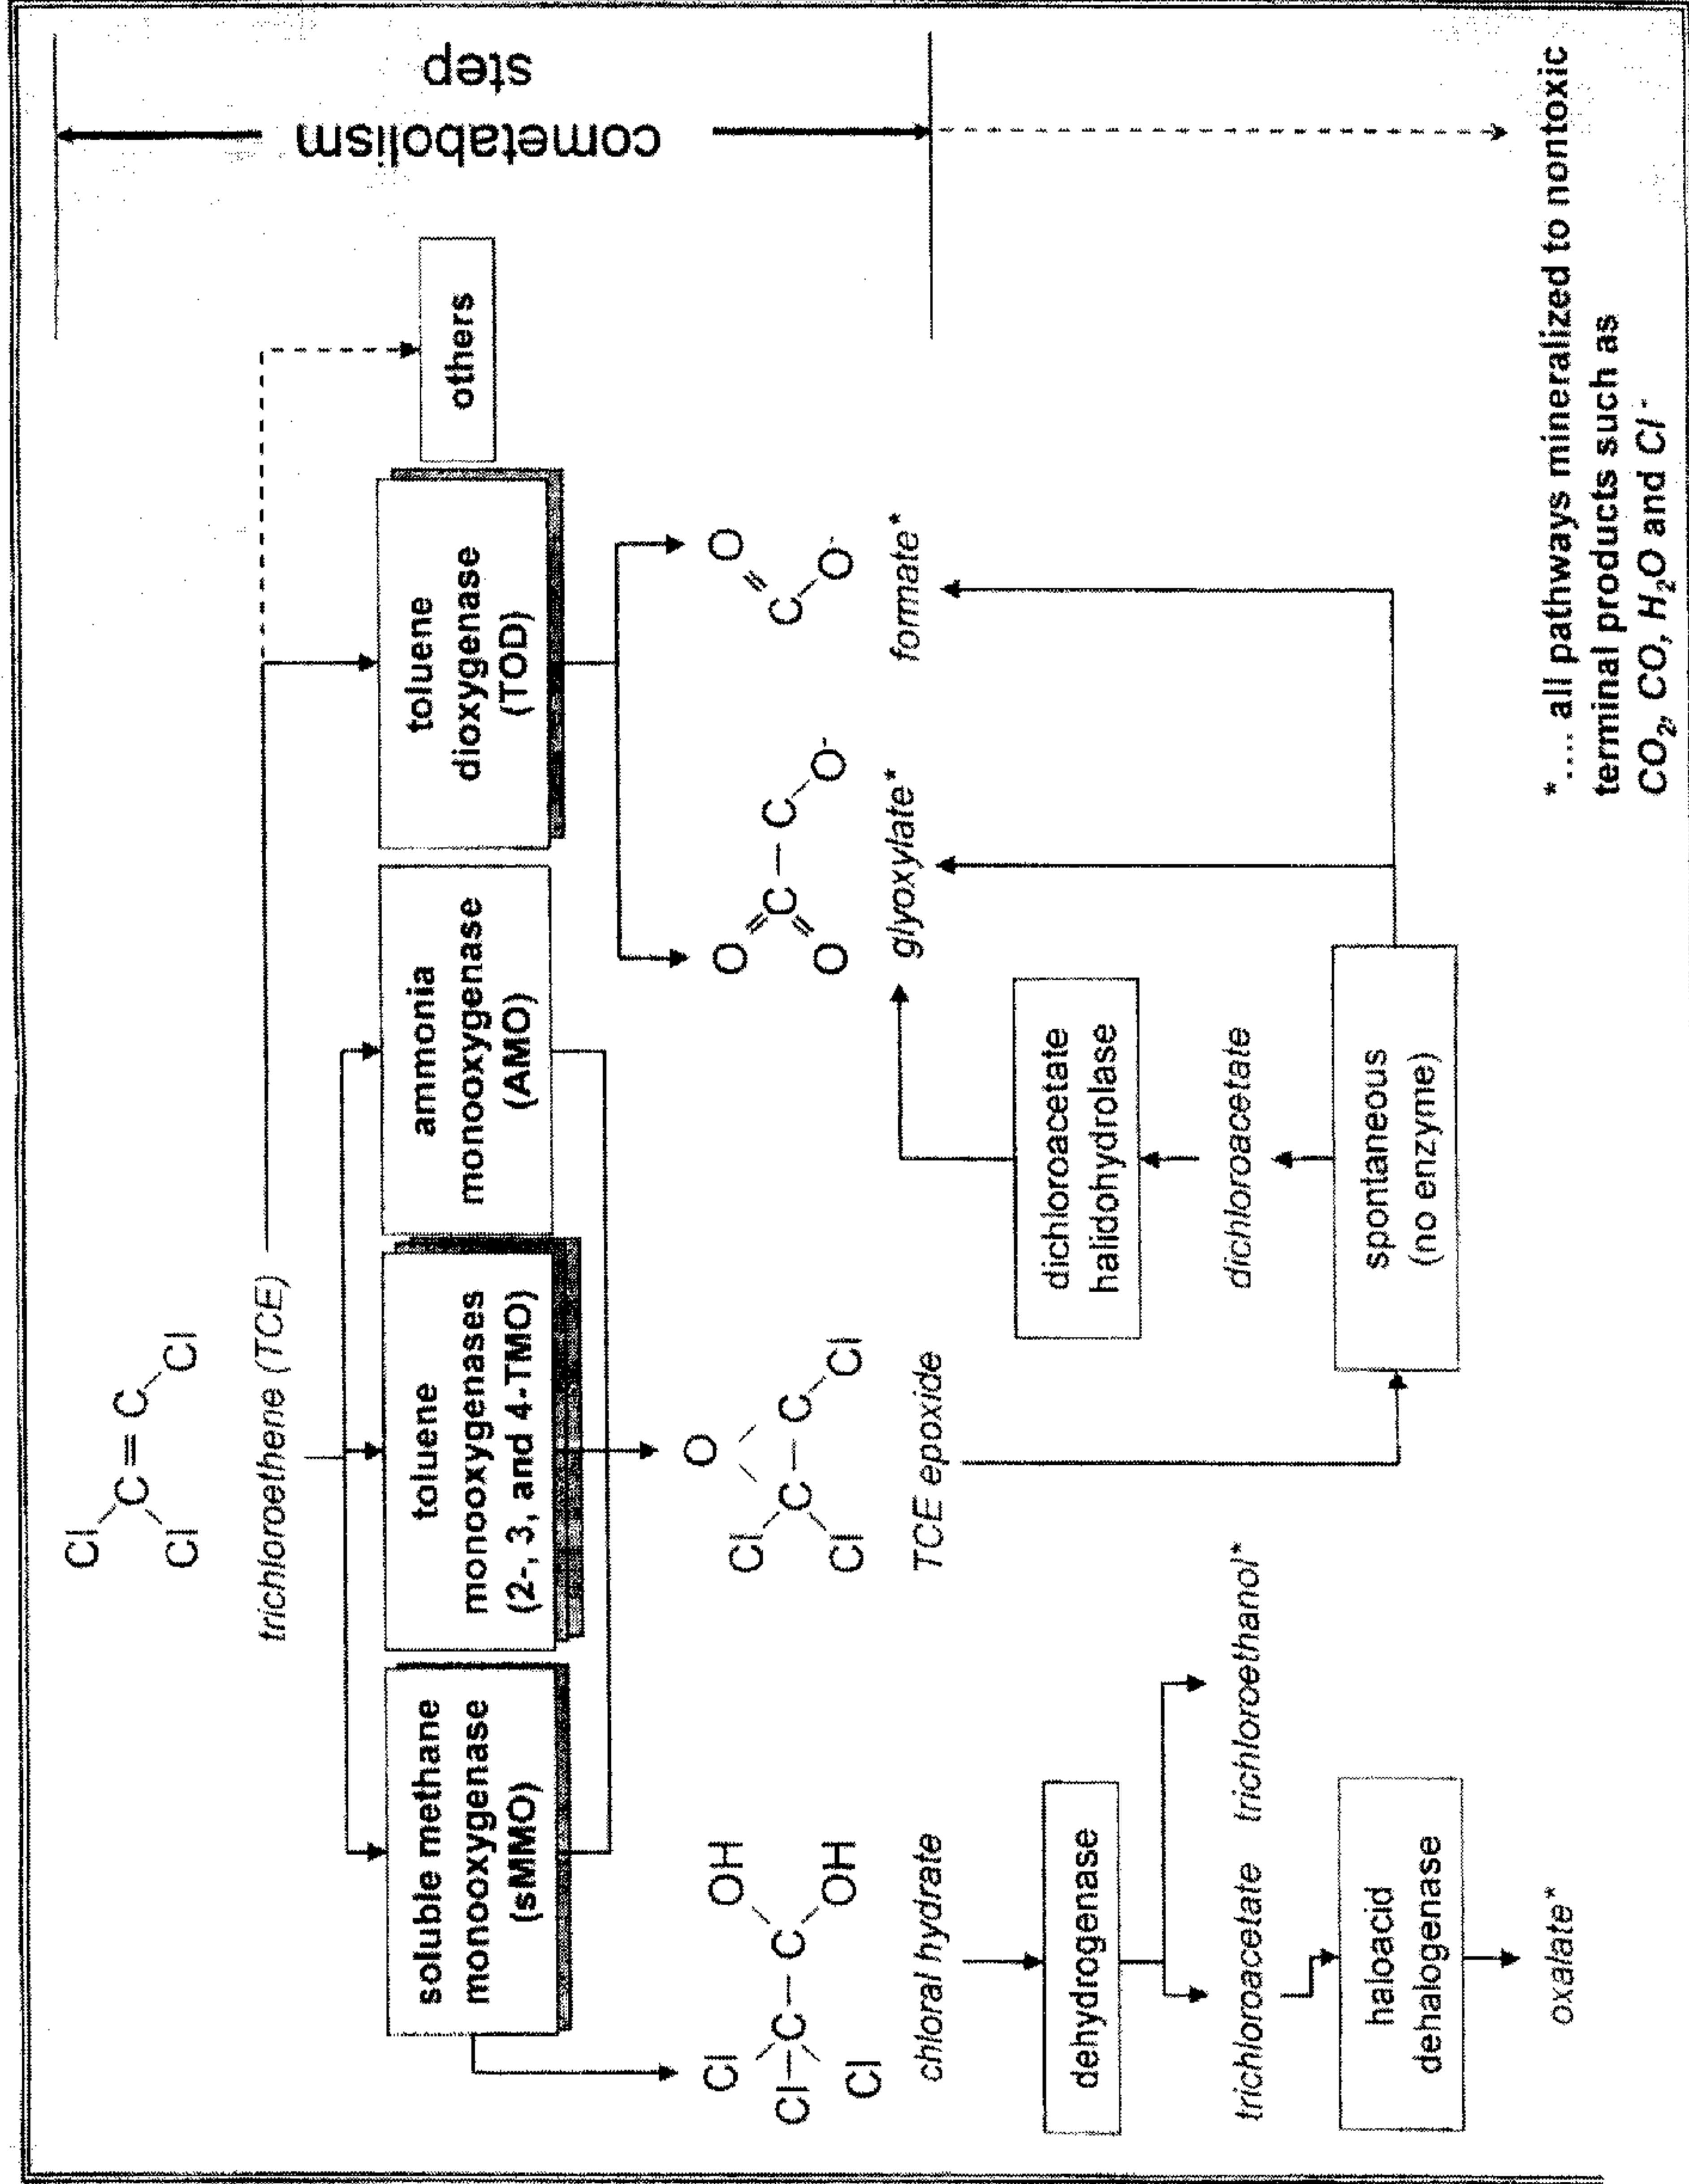 Cl
Cl
C = C
Cl
trichloroethene (TCE)
cometabolism
step
soluble methane
monooxygenase
(sMMO)
toluene
monooxygenases
(2-, 3, and 4-TMO)
ammonia
monooxygenase
(AMO)
toluene
dioxygenase
(TOD)
others
Cl
Cl
Cl
C
C
OH
OH
chloral hydrate
O
Cl
Cl
C
C
Cl
TCE epoxide
O
O
C
C
O-
glyoxylate*
O
C
O-
formate*
dehydrogenase
trichloroacetate
trichloroethanol*
haloacid
dehalogenase
oxalate*
dichloroacetate
halidohydrolase
dichloroacetate
spontaneous
(no enzyme)
*.... all pathways mineralized to nontoxic
terminal products such as
CO2, CO, H2O and Cl-